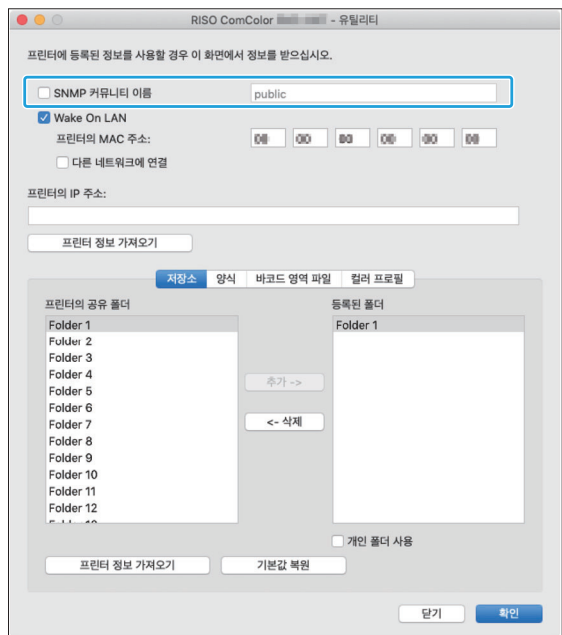 RISO ComColor - 유틸리티
프린터에 등록된 정보를 사용할 경우 이 화면에서 정보를 받으십시오.
SNMP 커뮤니티 이름 public
Wake On LAN
프린터의 MAC 주소:
다른 네트워크에 연결
프린터의 IP 주소:
프린터 정보 가져오기
저장소 양식 바코드 영역 파일 컬러 프로필
프린터의 공유 폴더 등록된 폴더
Folder 1 Folder 1
Folder 2
Folder 3
Folder 4
추가 ->
Folder 5
Folder 6
Folder 7 <- 삭제
Folder 8
Folder 9
Folder 10
Folder 11
Folder 12
개인 폴더 사용
프린터 정보 가져오기 기본값 복원
닫기 확인